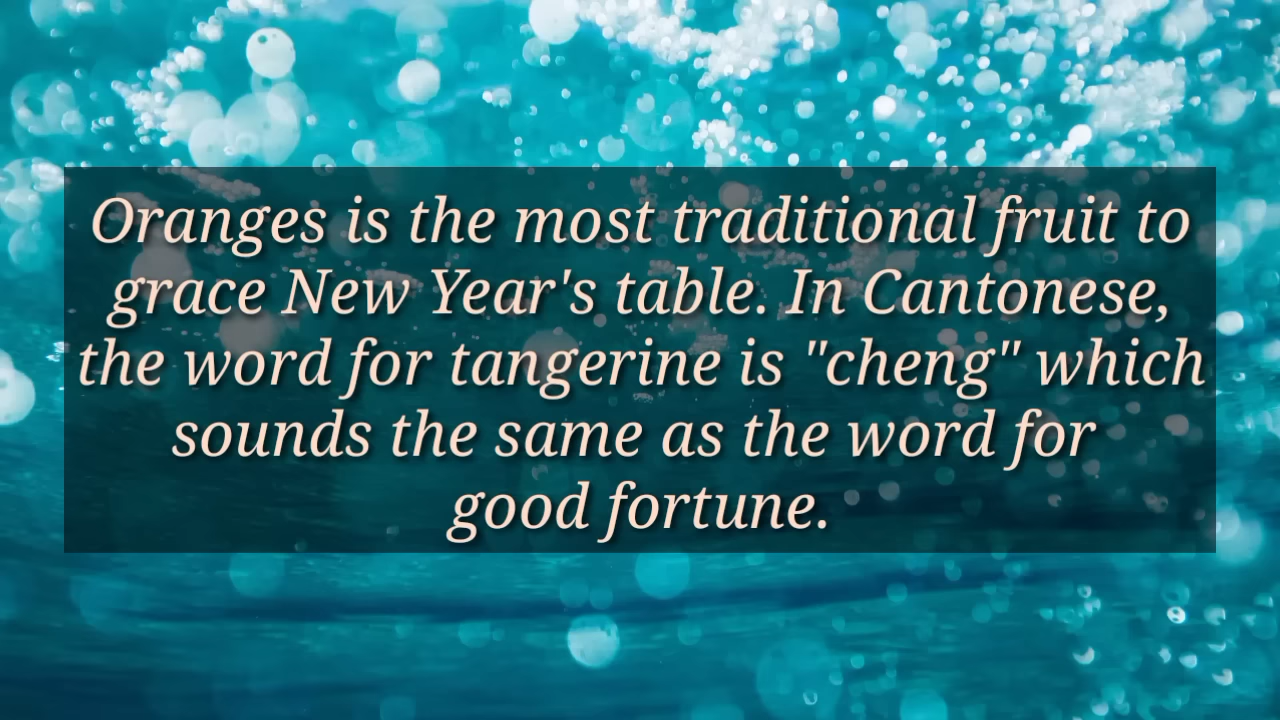 Oranges is the most traditional fruit to
grace New Year's table. In Cantonese,
the word for tangerine is "cheng" which
sounds the same as the word for
good fortune.